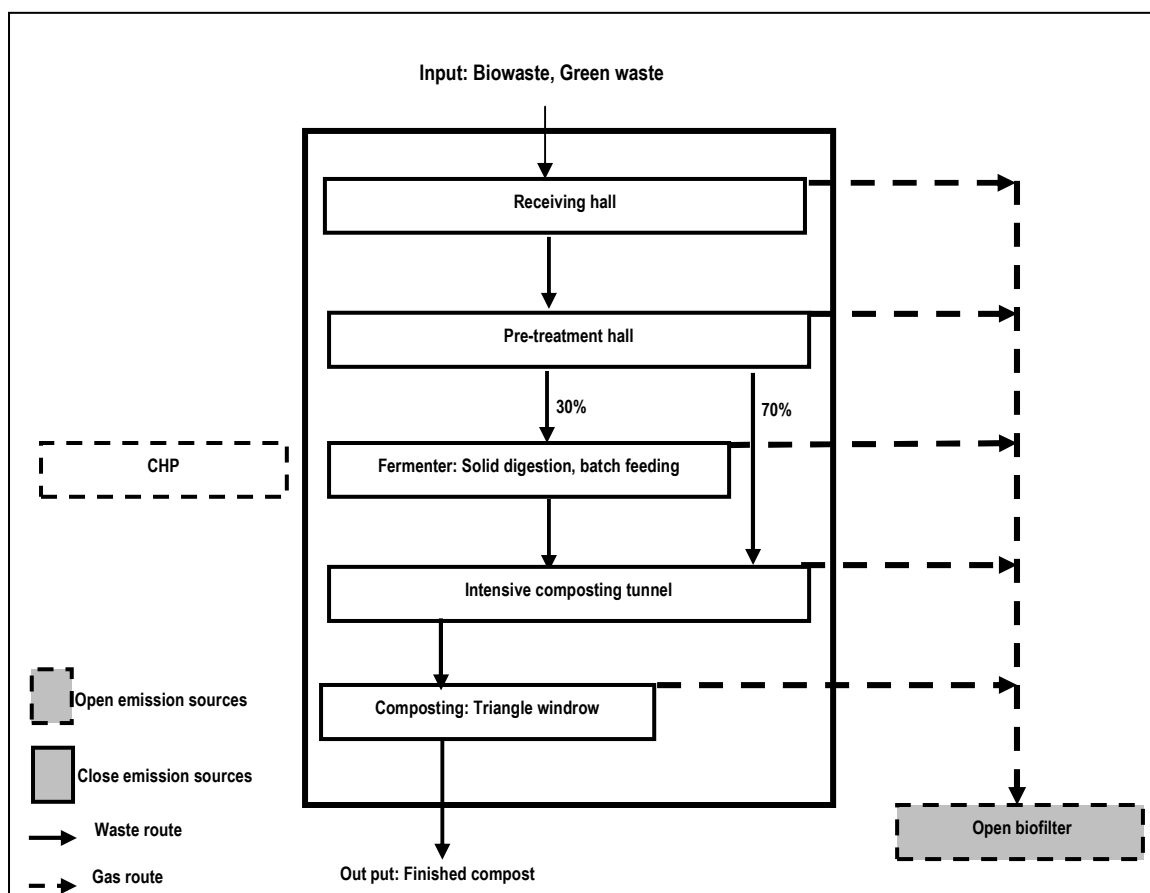 Input: Biowaste, Green waste
Receiving hall
Pre-treatment hall
30%
70%
CHP
Fermenter: Solid digestion, batch feeding
Intensive composting tunnel
Composting: Triangle windrow
Open emission sources
Close emission sources
Waste route
Gas route
Open biofilter
Out put: Finished compost